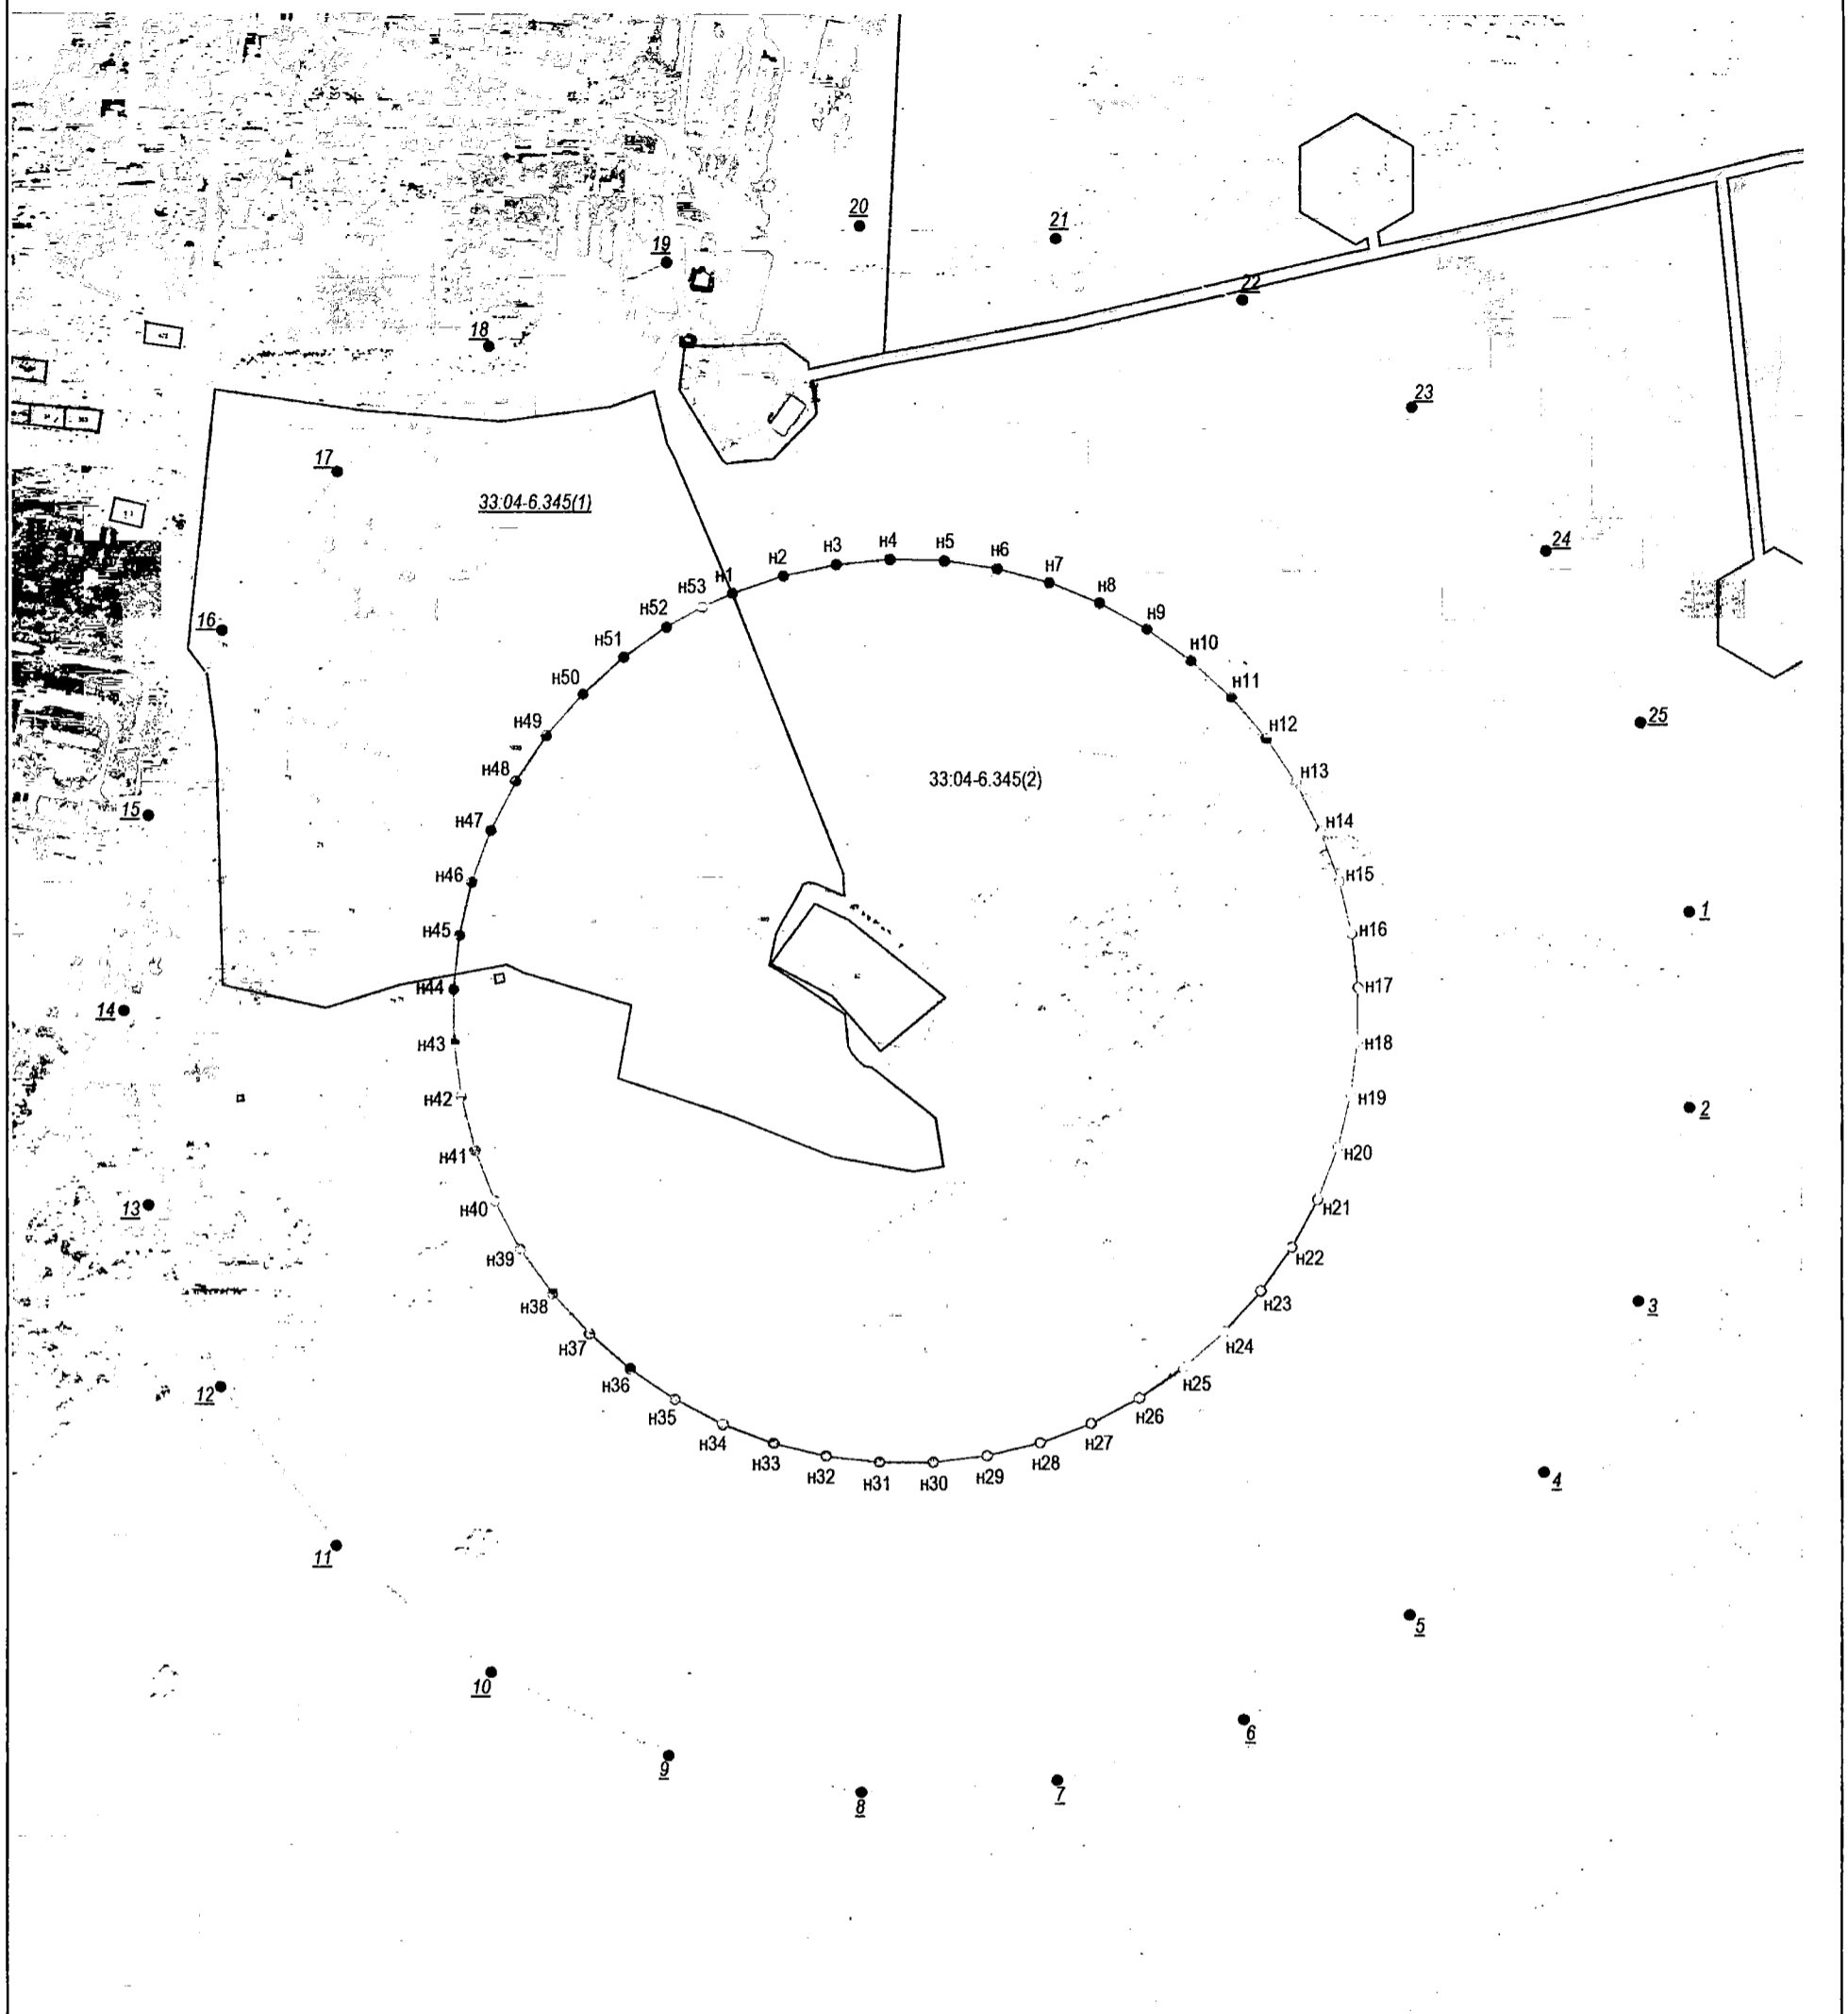 20
21
19
22
18
23
17
33:04-6.345(1)
24
н4
н5
н3
н6
н2
н7
н1
н53
н8
16
н52
н9
н51
н10
н50
н11
25
н49
н12
н48
н13
33:04-6.345(2)
15
н47
н14
н46
н15
1
н45
н16
н44
н17
14
н43
н18
н42
н19
2
н41
н20
13
н40
н21
н39
н22
н38
н23
3
н37
н24
н36
н25
12
н35
н26
н34
н27
н33
н28
н32
н29
н31
н30
4
11
5
10
6
9
7
8